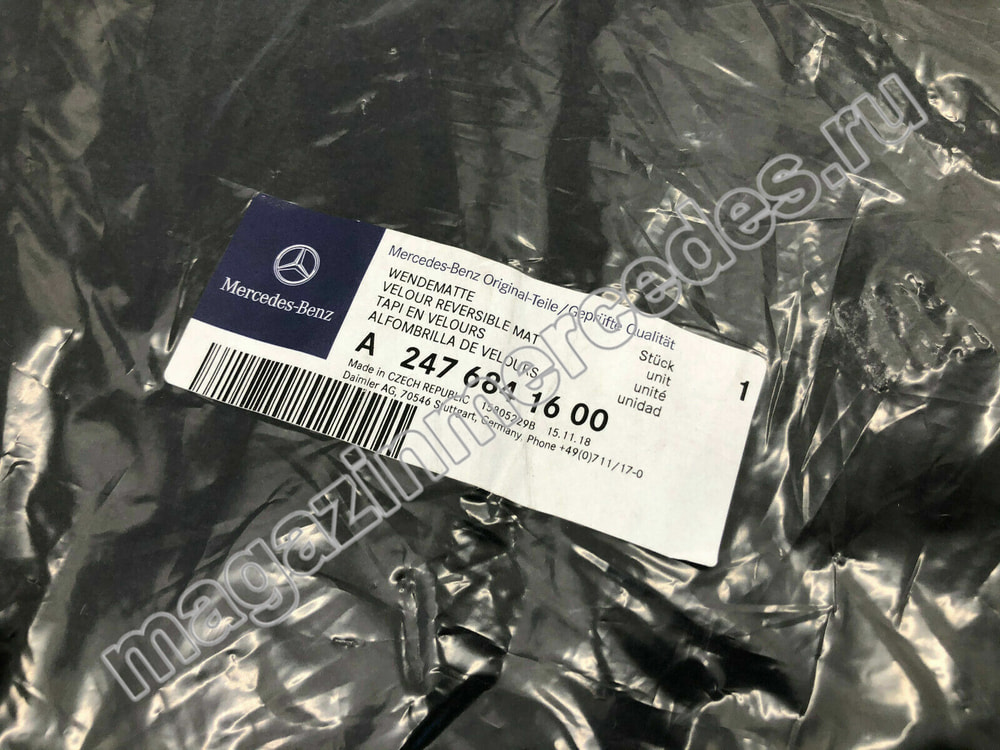 Mercedes-Benz
Mercedes-Benz Original-Teile/Geprüfte Qualität
WENDEMATTE
VELOUR REVERSIBLE MAT
TAPI EN VELOURS
ALFOMBRILLA DE VELOURS
Stück
unit
unité
unidad
1
A 247 684 16 00
Made in CZECH REPUBLIC 15805229B 15.11.18
Daimler AG, 70546 Stuttgart, Germany, Phone +49(0)711/17-0
magazinmercedes.ru